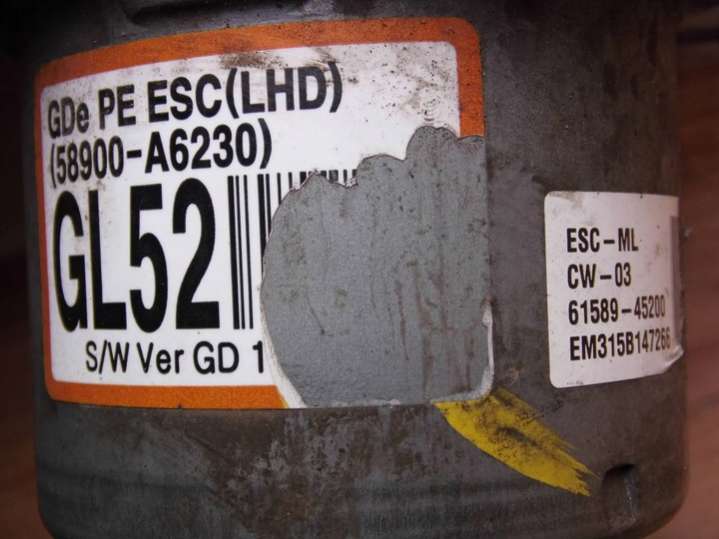 GDe PE ESC(LHD)
(58900-A6230)
GL52
S/W Ver GD 1
ESC-ML
CW-03
61589-45200
EM315B147266